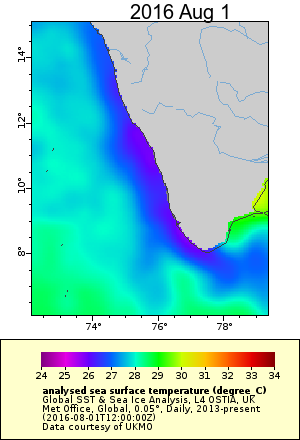 2016 Aug 1
14°
12°
10°
8°
74°
76°
78°
24 25 26 27 28 29 30 31 32 33 34
analysed sea surface temperature (degree_C)
Global SST & Sea Ice Analysis, L4 OSTIA, UK
Met Office, Global, 0.05°, Daily, 2013-present
(2016-08-01T12:00:00Z)
Data courtesy of UKMO